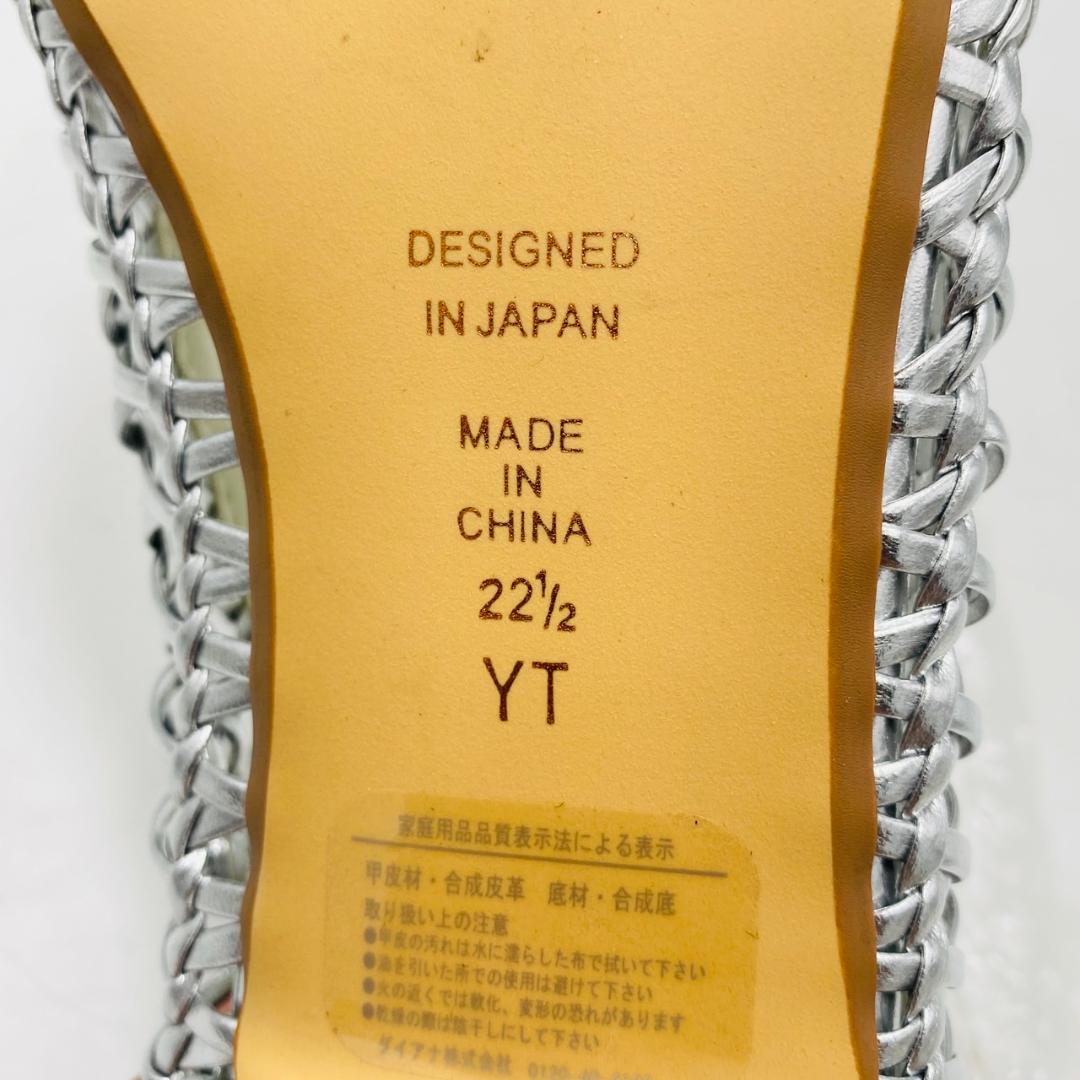 DESIGNED
IN JAPAN
MADE
IN
CHINA
22½
YT
家庭用品品質表示法による表示
甲皮材・合成皮革 底材・合成底
取り扱い上の注意
●甲皮の汚れは水に濡らした布で拭いて下さい
●油を引いた所での使用は避けて下さい
●火の近くでは軟化、変形の恐れがあります
●乾燥の際は陰干しにして下さい
ダイアナ株式会社 0120